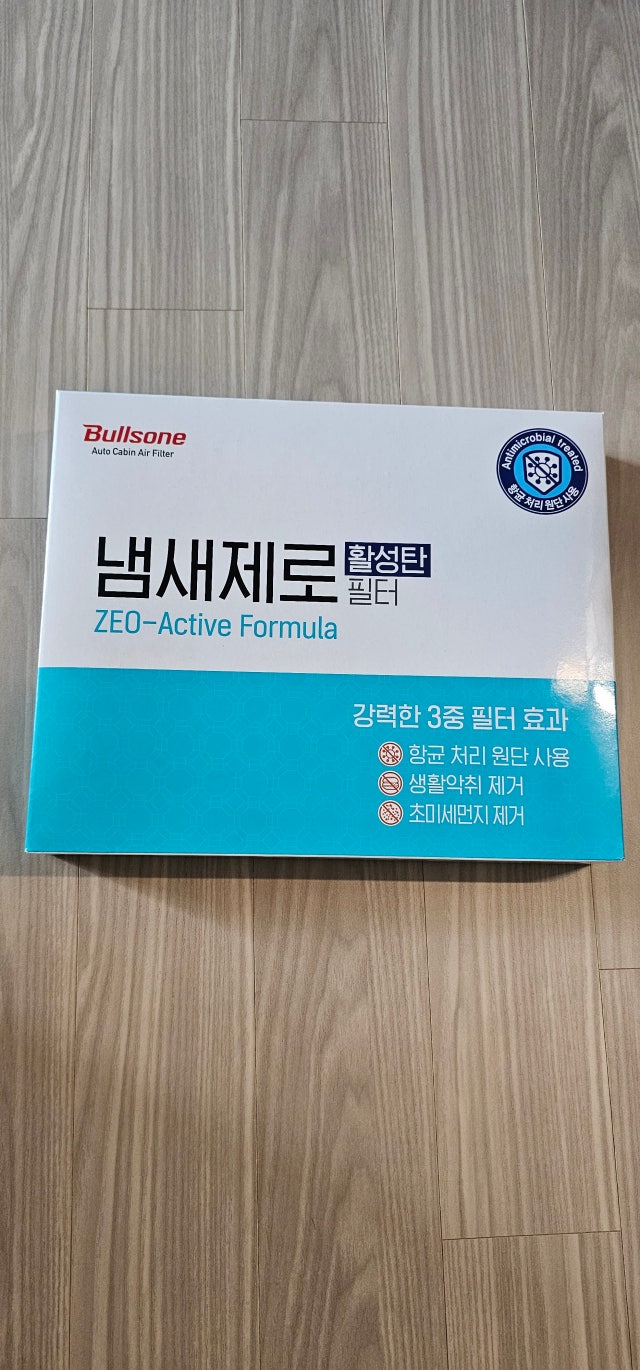 Bullsone
Auto Cabin Air Filter
Antimicrobial treated
항균 처리 원단 사용
냄새제로 활성탄 필터
ZEO-Active Formula
강력한 3중 필터 효과
항균 처리 원단 사용
생활악취 제거
초미세먼지 제거